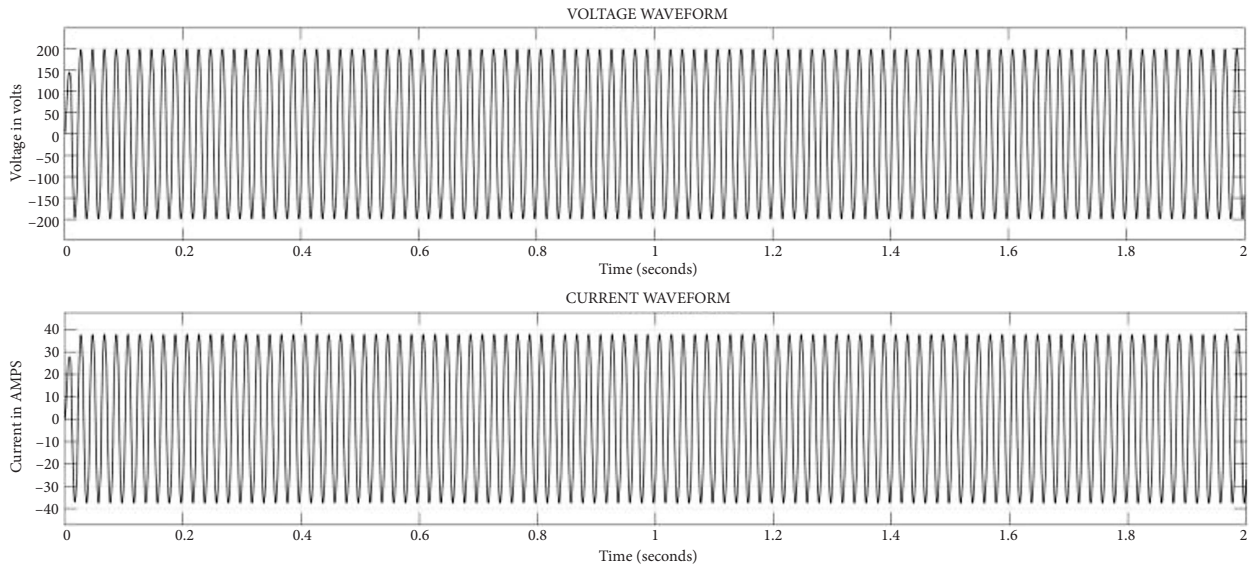 VOLTAGE WAVEFORM
Voltage in volts
200
150
100
50
0
−50
−100
−150
−200
0 0.2 0.4 0.6 0.8 1 1.2 1.4 1.6 1.8 2
Time (seconds)
CURRENT WAVEFORM
Current in AMPS
40
30
20
10
0
−10
−20
−30
−40
0 0.2 0.4 0.6 0.8 1 1.2 1.4 1.6 1.8 2
Time (seconds)